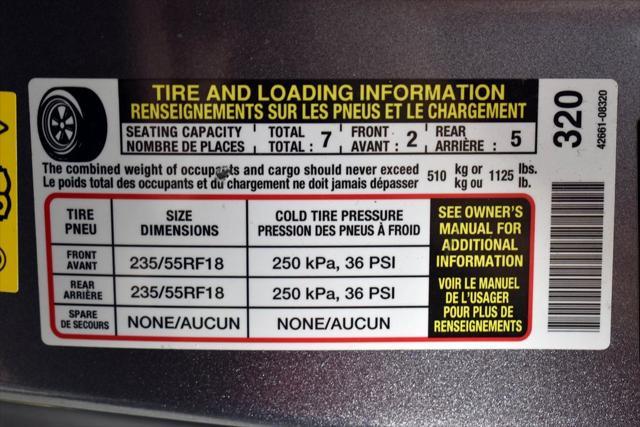 TIRE AND LOADING INFORMATION
RENSEIGNEMENTS SUR LES PNEUS ET LE CHARGEMENT
SEATING CAPACITY TOTAL FRONT REAR
NOMBRE DE PLACES TOTAL : 7 AVANT : 2 ARRIÈRE : 5
The combined weight of occupants and cargo should never exceed 510 kg or 1125 lbs.
Le poids total des occupants et du chargement ne doit jamais dépasser kg ou lb.
TIRE SIZE COLD TIRE PRESSURE
PNEU DIMENSIONS PRESSION DES PNEUS À FROID
FRONT
AVANT 235/55RF18 250 kPa, 36 PSI
REAR
ARRIÈRE 235/55RF18 250 kPa, 36 PSI
SPARE
DE SECOURS NONE/AUCUN NONE/AUCUN
SEE OWNER'S
MANUAL FOR
ADDITIONAL
INFORMATION
VOIR LE MANUEL
DE L'USAGER
POUR PLUS DE
RENSEIGNEMENTS
320
42661-08320